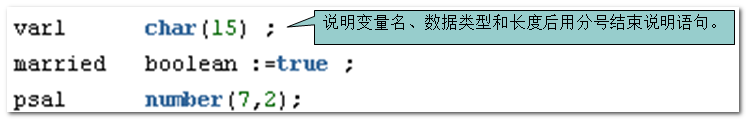 varl char(15) ;
说明变量名、数据类型和长度后用分号结束说明语句。
married boolean :=true ;
psal number(7,2);